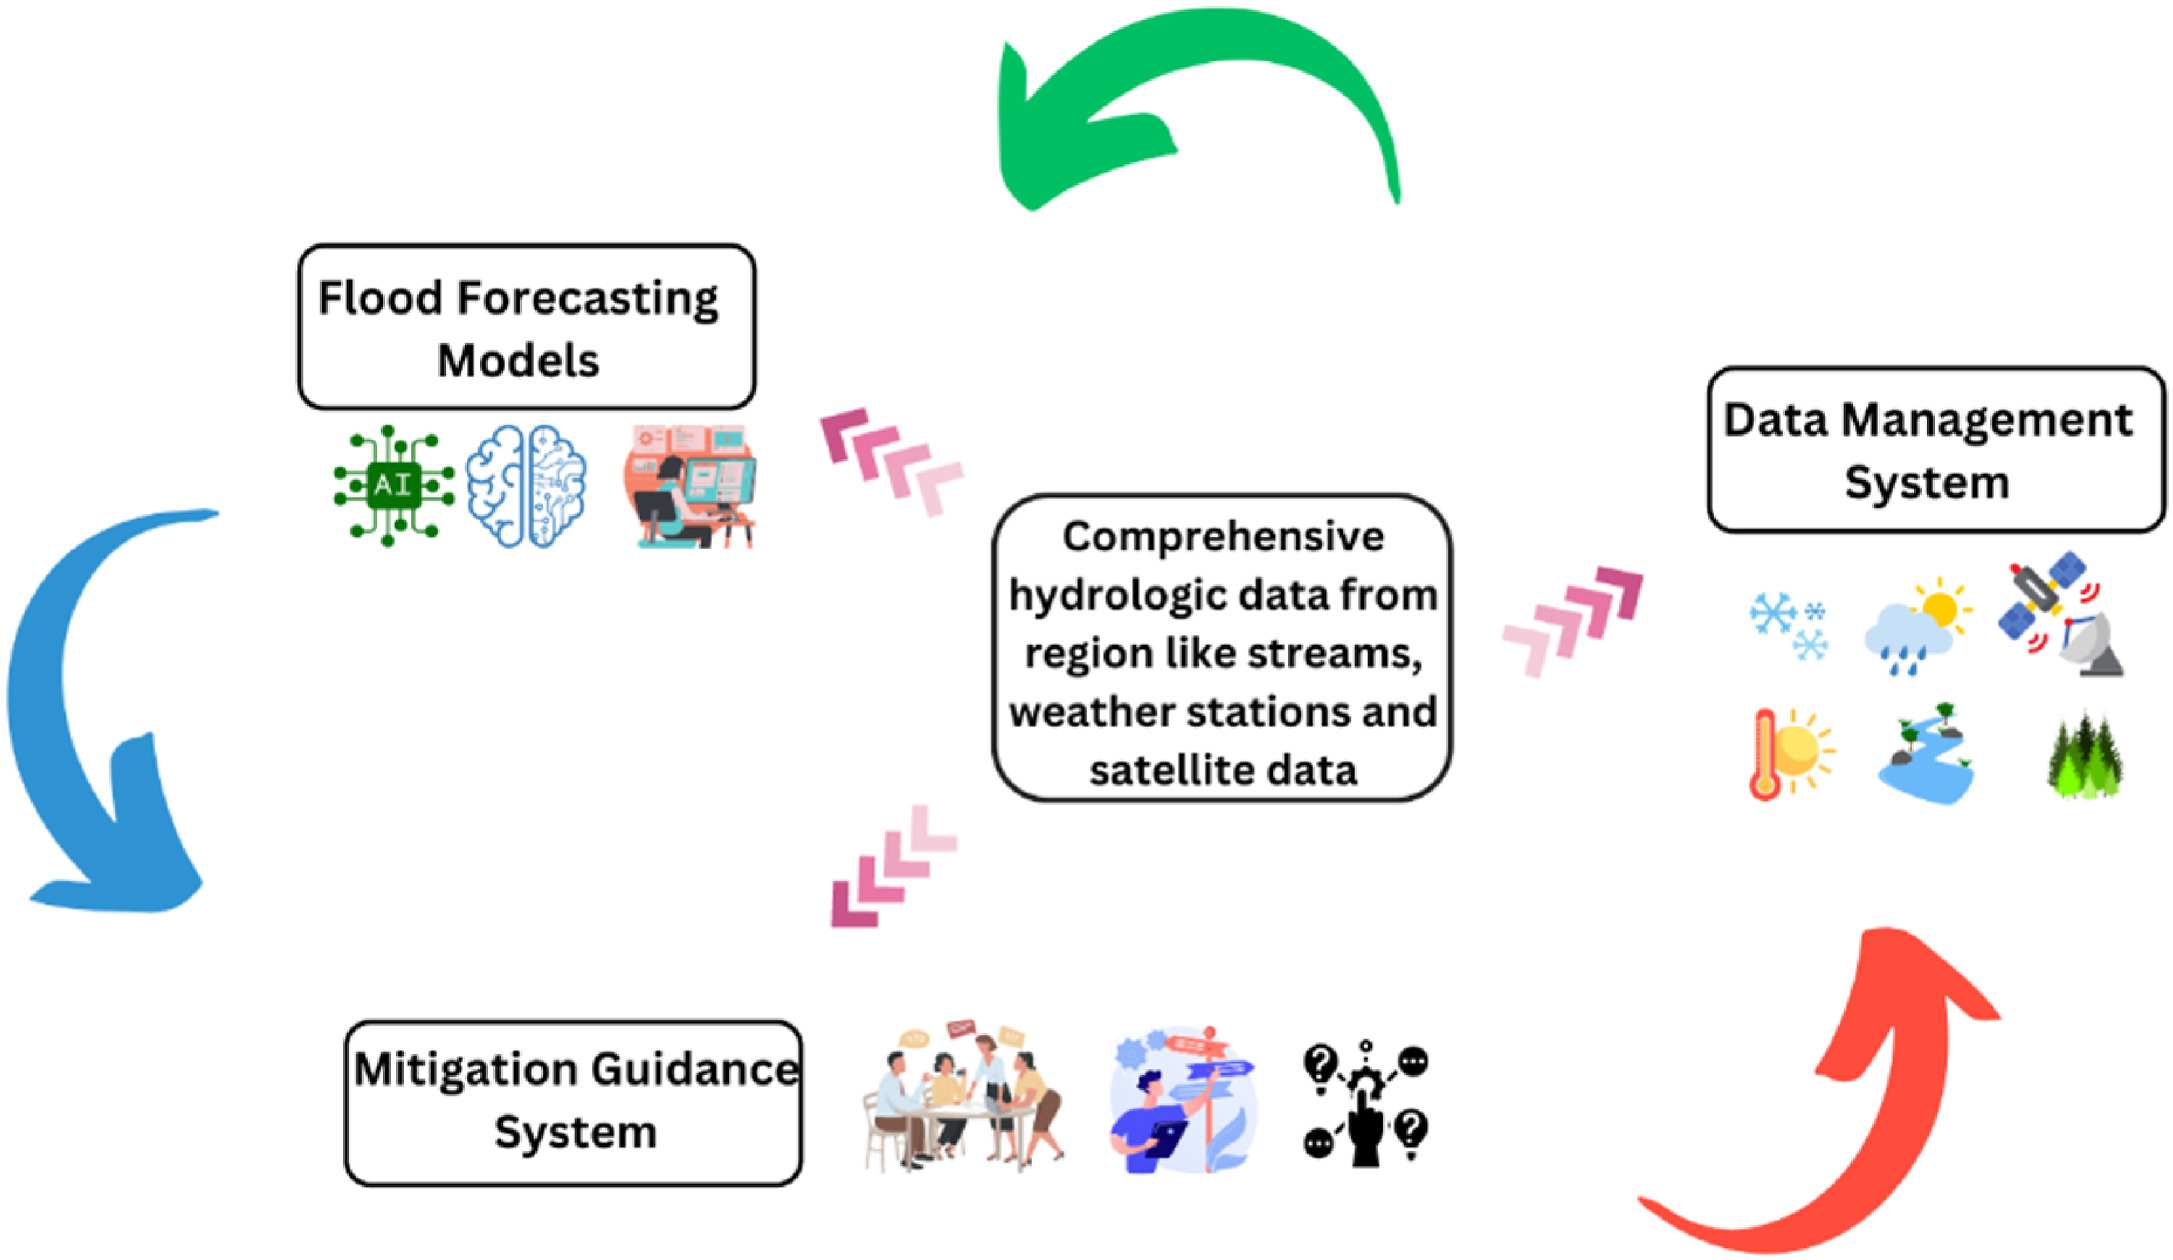 Flood Forecasting
Models
AI
Data Management
System
Comprehensive
hydrologic data from
region like streams,
weather stations and
satellite data
Mitigation Guidance
System